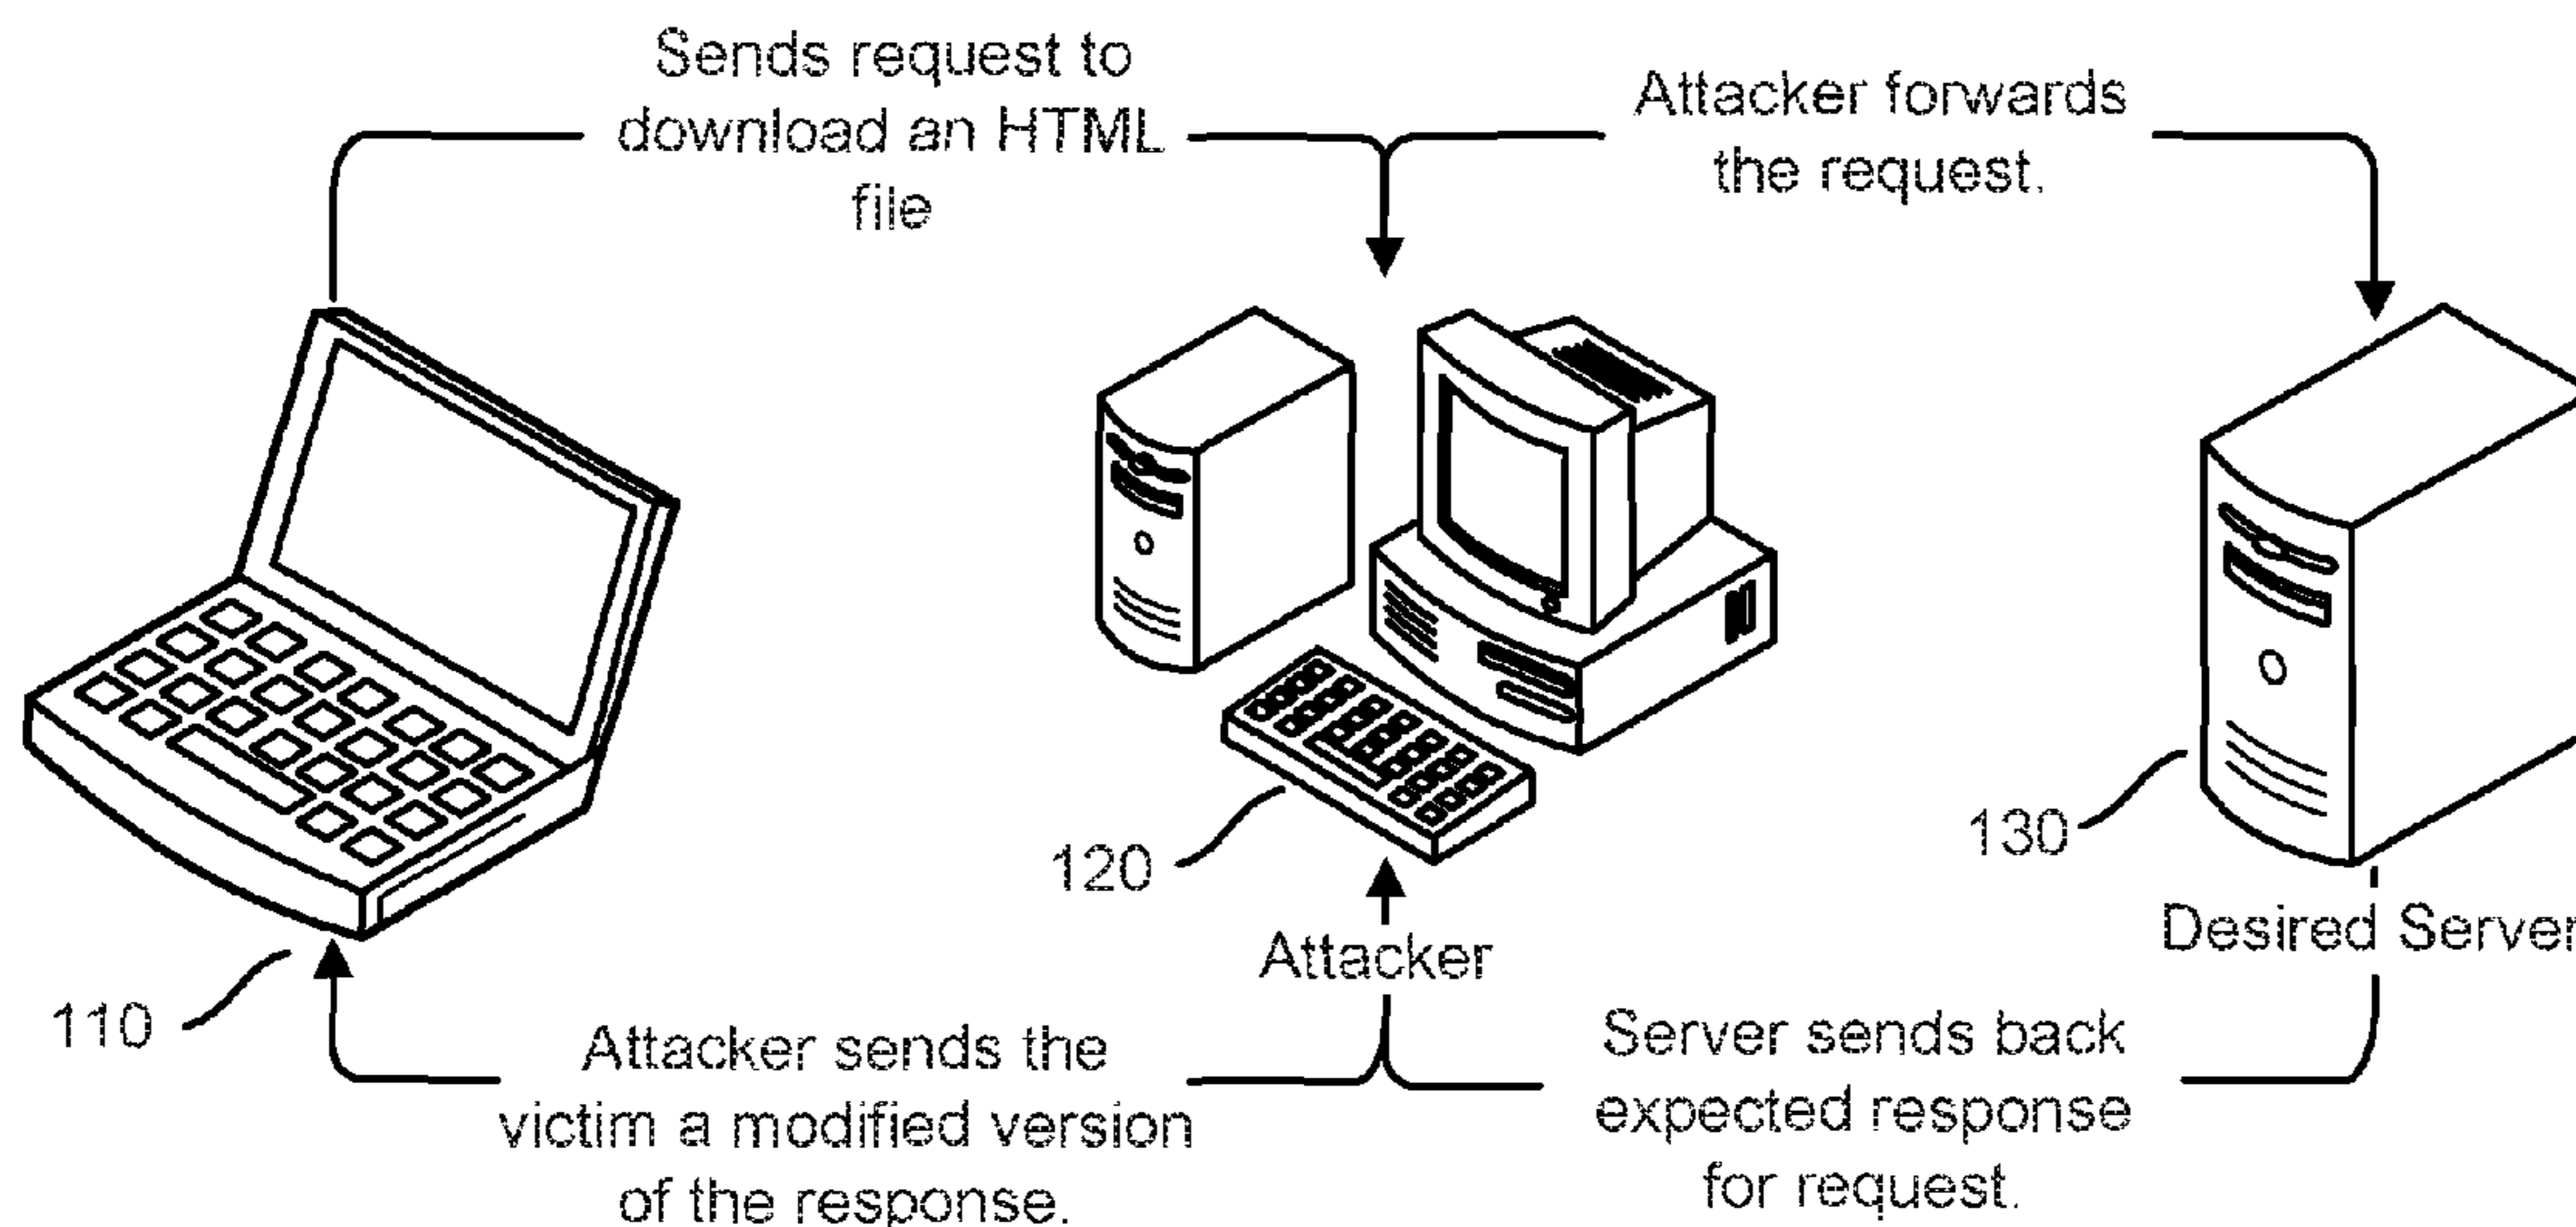 Sends request to
download an HTML
file
Attacker forwards
the request.
120
130
Attacker
Desired Server
110
Attacker sends the
victim a modified version
of the response.
Server sends back
expected response
for request.